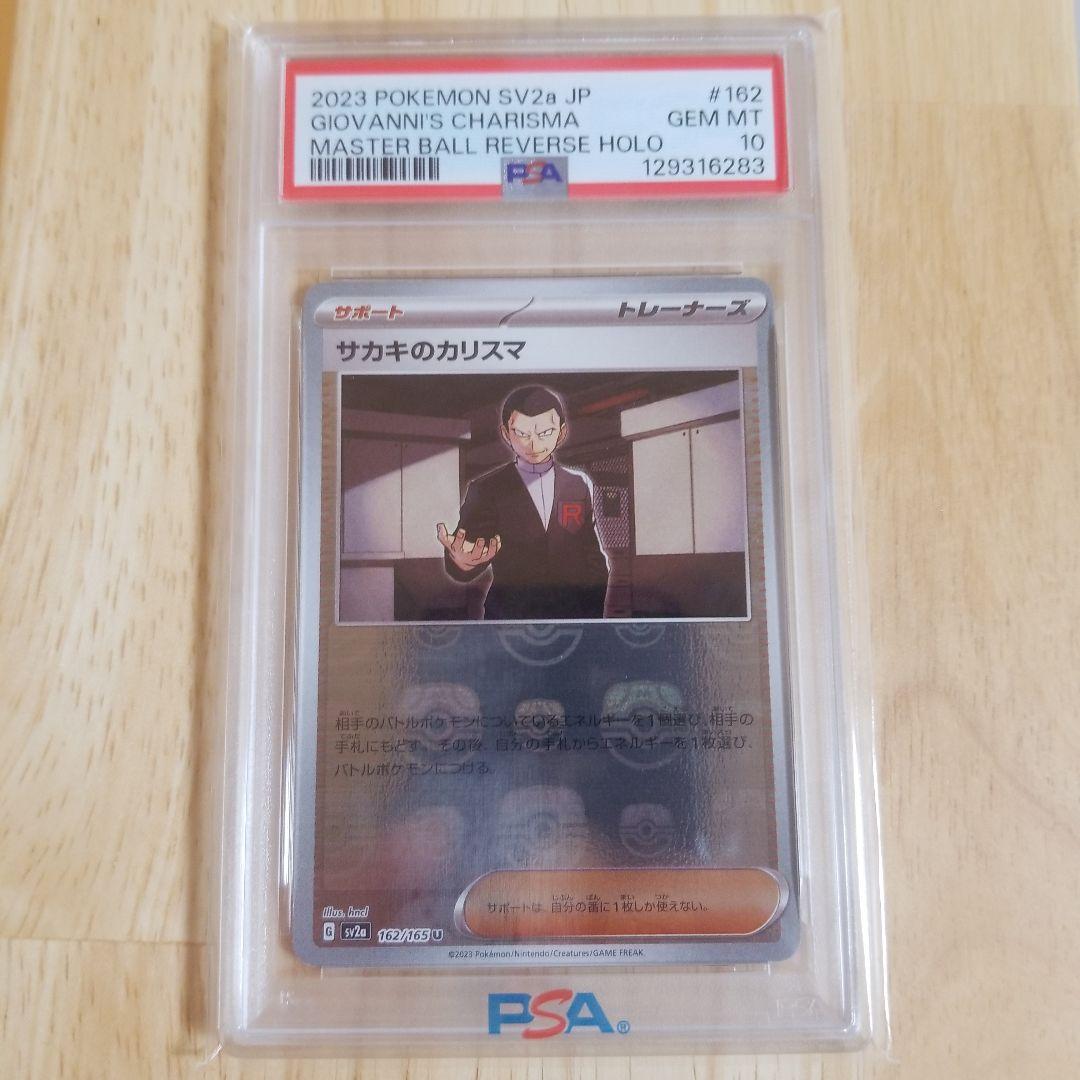 2023 POKEMON SV2a JP #162
GIOVANNI'S CHARISMA GEM MT
MASTER BALL REVERSE HOLO 10
PSA 129316283
サポート トレーナーズ
サカキのカリスマ
R
相手のバトルポケモンについているエネルギーを1個選び、相手の
手札にもどす。その後、自分の手札からエネルギーを1枚選び、
バトルポケモンにつける。
サポートは、自分の番に1枚しか使えない。
Illus. hncl
G sv2a 162/165 U
©2023 Pokémon/Nintendo/Creatures/GAME FREAK
PSA®